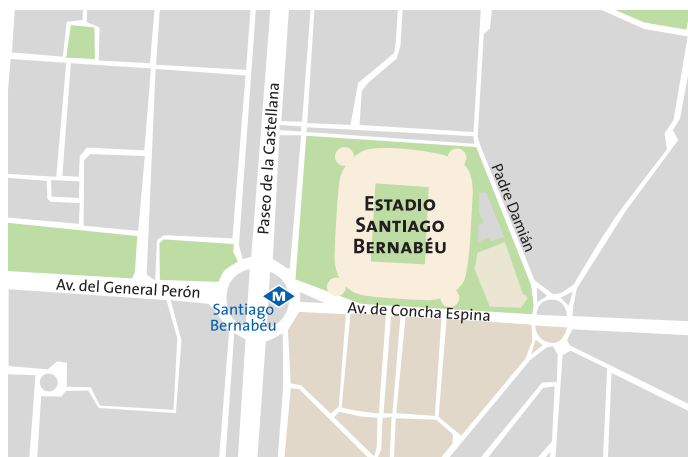 Paseo de la Castellana
Padre Damián
ESTADIO
SANTIAGO
BERNABÉU
Av. del General Perón
M
Santiago
Bernabéu
Av. de Concha Espina